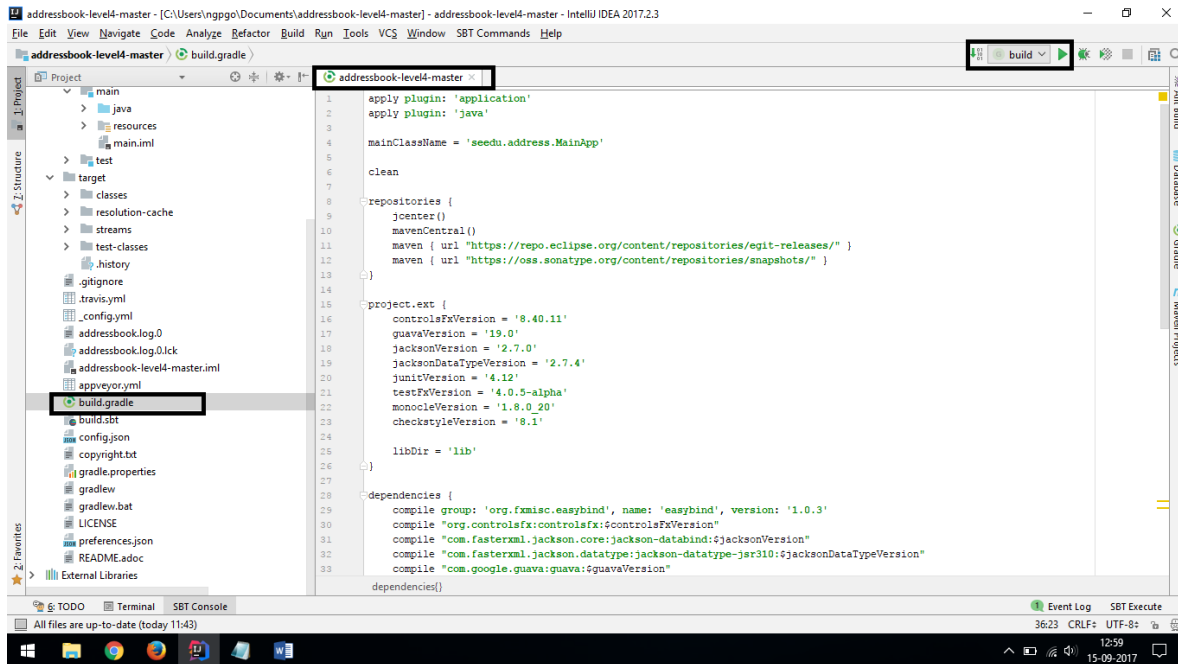 addressbook-level4-master - [C:\Users\ngpgo\Documents\addressbook-level4-master] - addressbook-level4-master - IntelliJ IDEA 2017.2.3
File Edit View Navigate Code Analyze Refactor Build Run Tools VCS Window SBT Commands Help
addressbook-level4-master build.gradle
build
Project
addressbook-level4-master
1: Project
7: Structure
2: Favorites
main
java
resources
main.iml
test
target
classes
resolution-cache
streams
test-classes
.history
.gitignore
.travis.yml
_config.yml
addressbook.log.0
addressbook.log.0.lck
addressbook-level4-master.iml
appveyor.yml
build.gradle
build.sbt
config.json
copyright.txt
gradle.properties
gradlew
gradlew.bat
LICENSE
preferences.json
README.adoc
External Libraries
1 apply plugin: 'application'
2 apply plugin: 'java'
3
4 mainClassName = 'seedu.address.MainApp'
5
6 clean
7
8 repositories {
9 jcenter()
10 mavenCentral()
11 maven { url "https://repo.eclipse.org/content/repositories/egit-releases/" }
12 maven { url "https://oss.sonatype.org/content/repositories/snapshots/" }
13 }
14
15 project.ext {
16 controlsFxVersion = '8.40.11'
17 guavaVersion = '19.0'
18 jacksonVersion = '2.7.0'
19 jacksonDataTypeVersion = '2.7.4'
20 junitVersion = '4.12'
21 testFxVersion = '4.0.5-alpha'
22 monocleVersion = '1.8.0_20'
23 checkstyleVersion = '8.1'
24
25 libDir = 'lib'
26 }
27
28 dependencies {
29 compile group: 'org.fxmisc.easybind', name: 'easybind', version: '1.0.3'
30 compile "org.controlsfx:controlsfx:$controlsFxVersion"
31 compile "com.fasterxml.jackson.core:jackson-databind:$jacksonVersion"
32 compile "com.fasterxml.jackson.datatype:jackson-datatype-jsr310:$jacksonDataTypeVersion"
33 compile "com.google.guava:guava:$guavaVersion"
dependencies{}
Database
Maven Projects
6: TODO Terminal SBT Console
1 Event Log SBT Execute
All files are up-to-date (today 11:43)
36:23 CRLF UTF-8
12:59
15-09-2017